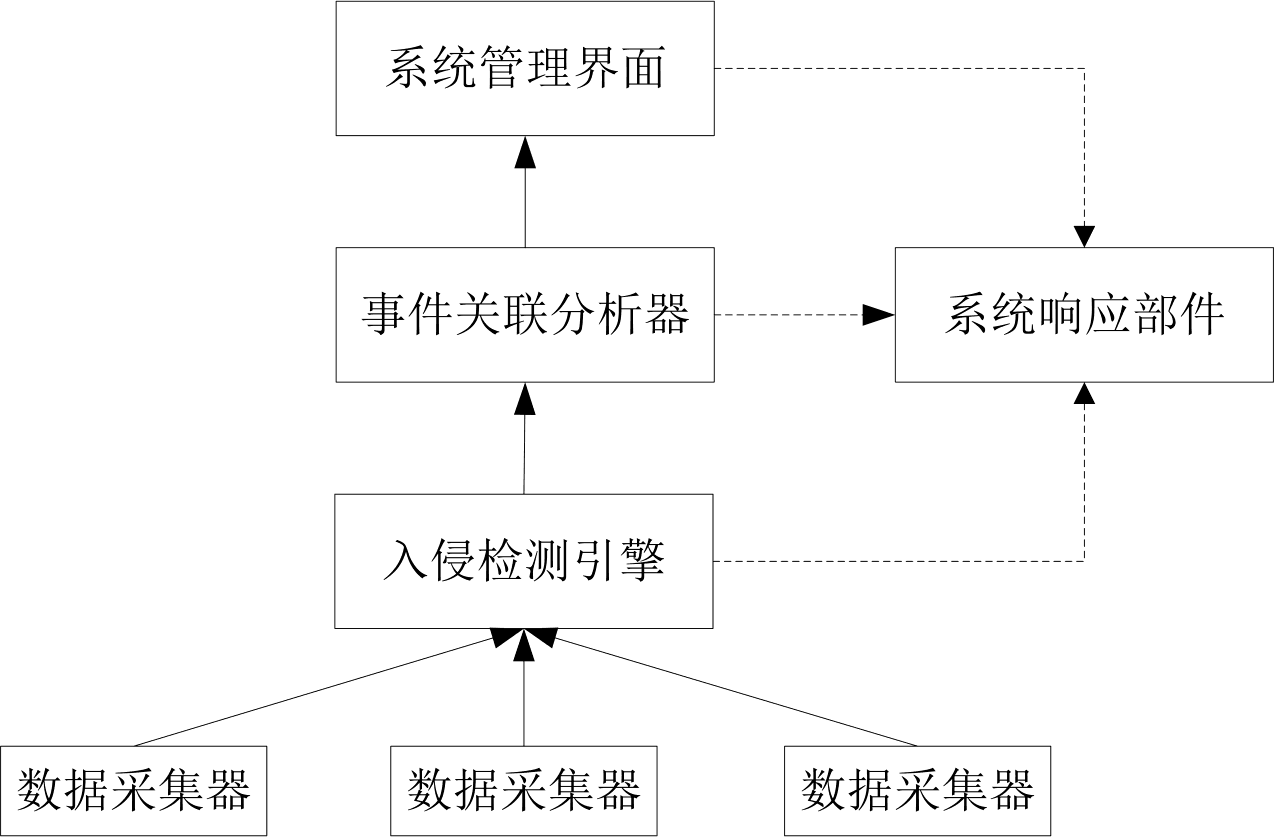 系统管理界面
事件关联分析器
系统响应部件
入侵检测引擎
数据采集器
数据采集器
数据采集器